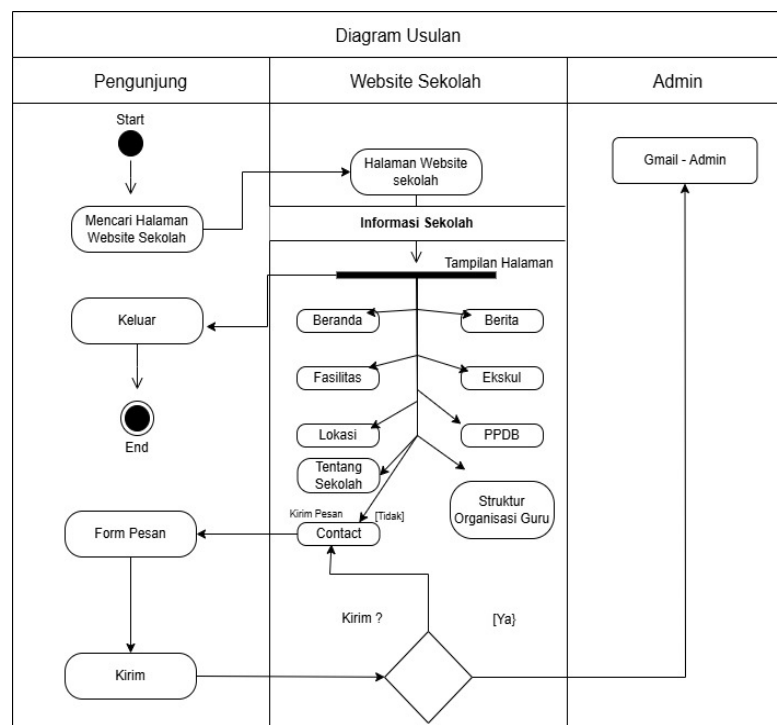 Diagram Usulan
Pengunjung
Website Sekolah
Admin
Start
Halaman Website
sekolah
Gmail - Admin
Mencari Halaman
Website Sekolah
Informasi Sekolah
Tampilan Halaman
Keluar
Beranda
Berita
Fasilitas
Ekskul
End
Lokasi
PPDB
Tentang
Sekolah
Struktur
Organisasi Guru
Kirim Pesan
[Tidak]
Form Pesan
Contact
Kirim ?
[Ya}
Kirim